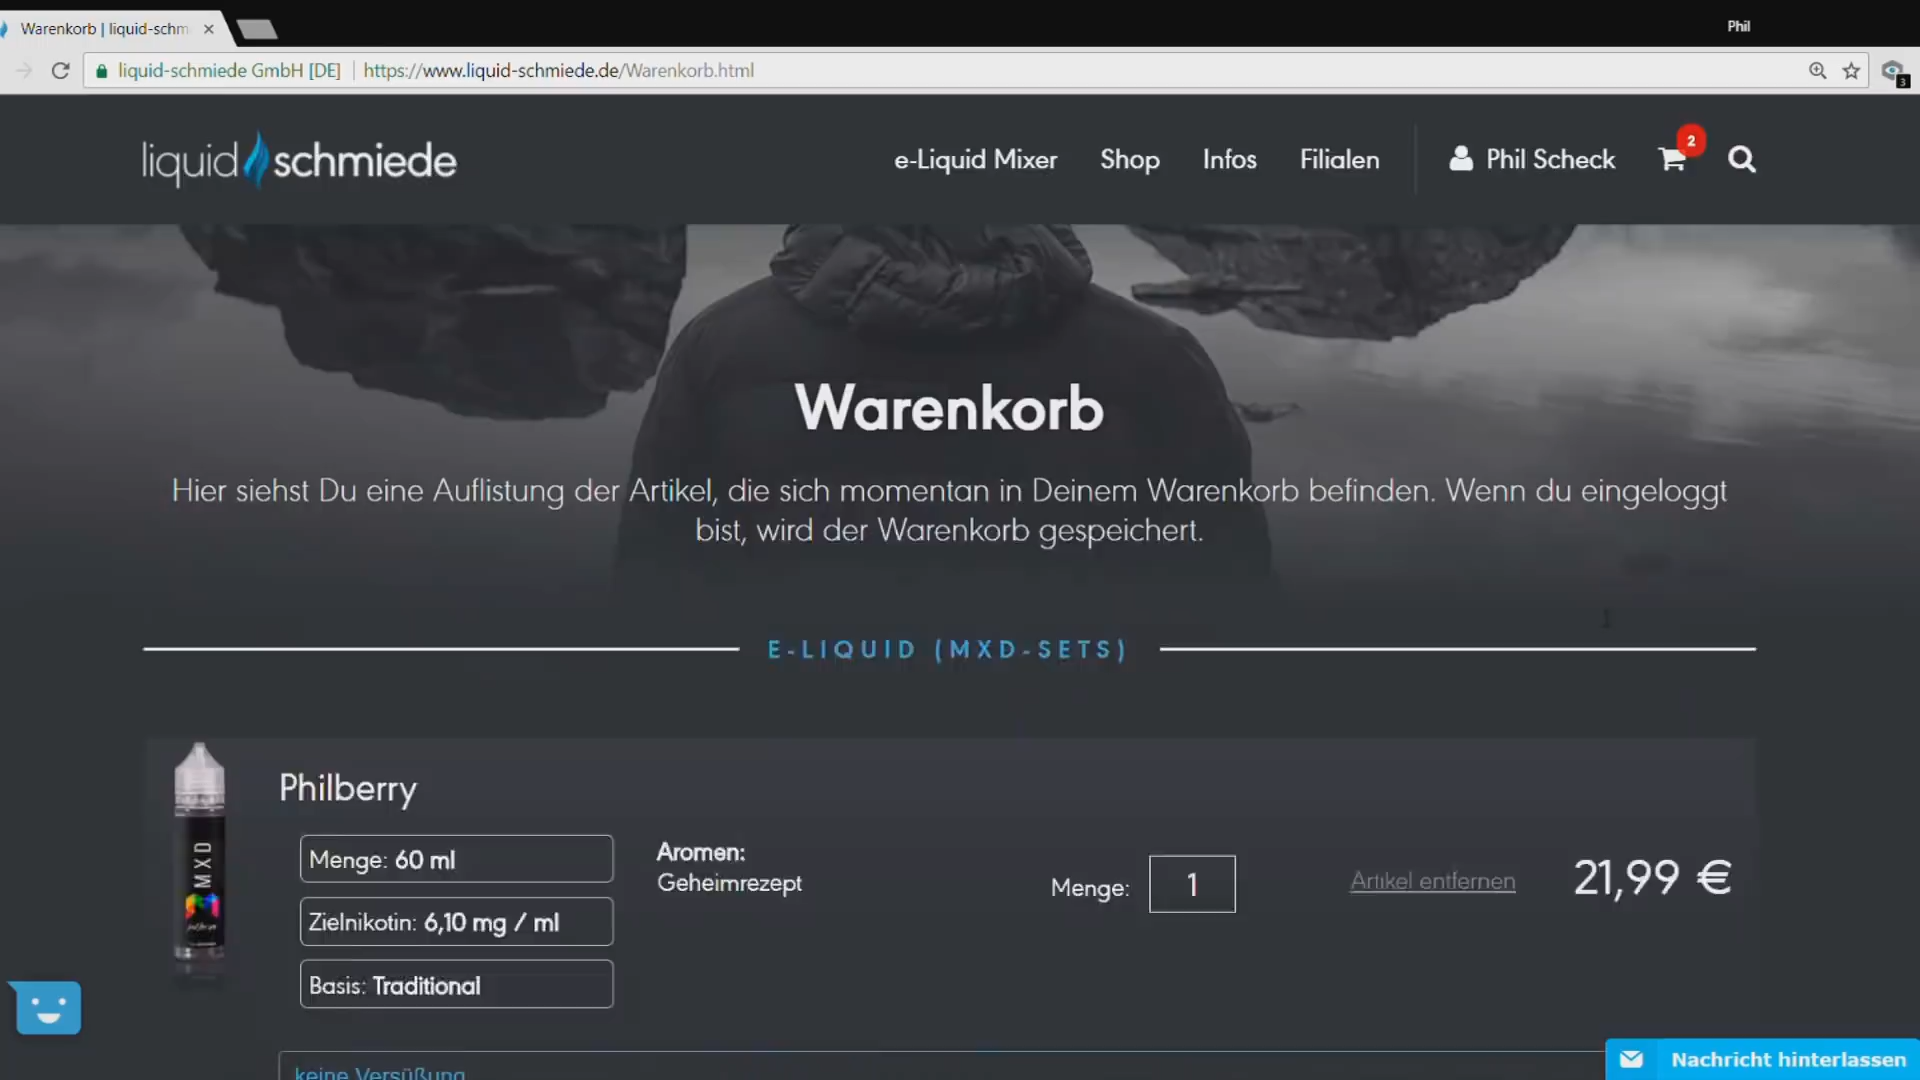 Warenkorb | liquid-schm
Phil
liquid-schmiede GmbH [DE]
https://www.liquid-schmiede.de/Warenkorb.html
3
liquid schmiede
e-Liquid Mixer
Shop
Infos
Filialen
Phil Scheck
2
Warenkorb
Hier siehst Du eine Auflistung der Artikel, die sich momentan in Deinem Warenkorb befinden. Wenn du eingeloggt
bist, wird der Warenkorb gespeichert.
E-LIQUID (MXD-SETS)
MXD
Philberry
Menge: 60 ml
Zielnikotin: 6,10 mg / ml
Basis: Traditional
Aromen:
Geheimrezept
Menge:
1
Artikel entfernen
21,99 €
keine Versüßung
Nachricht hinterlassen